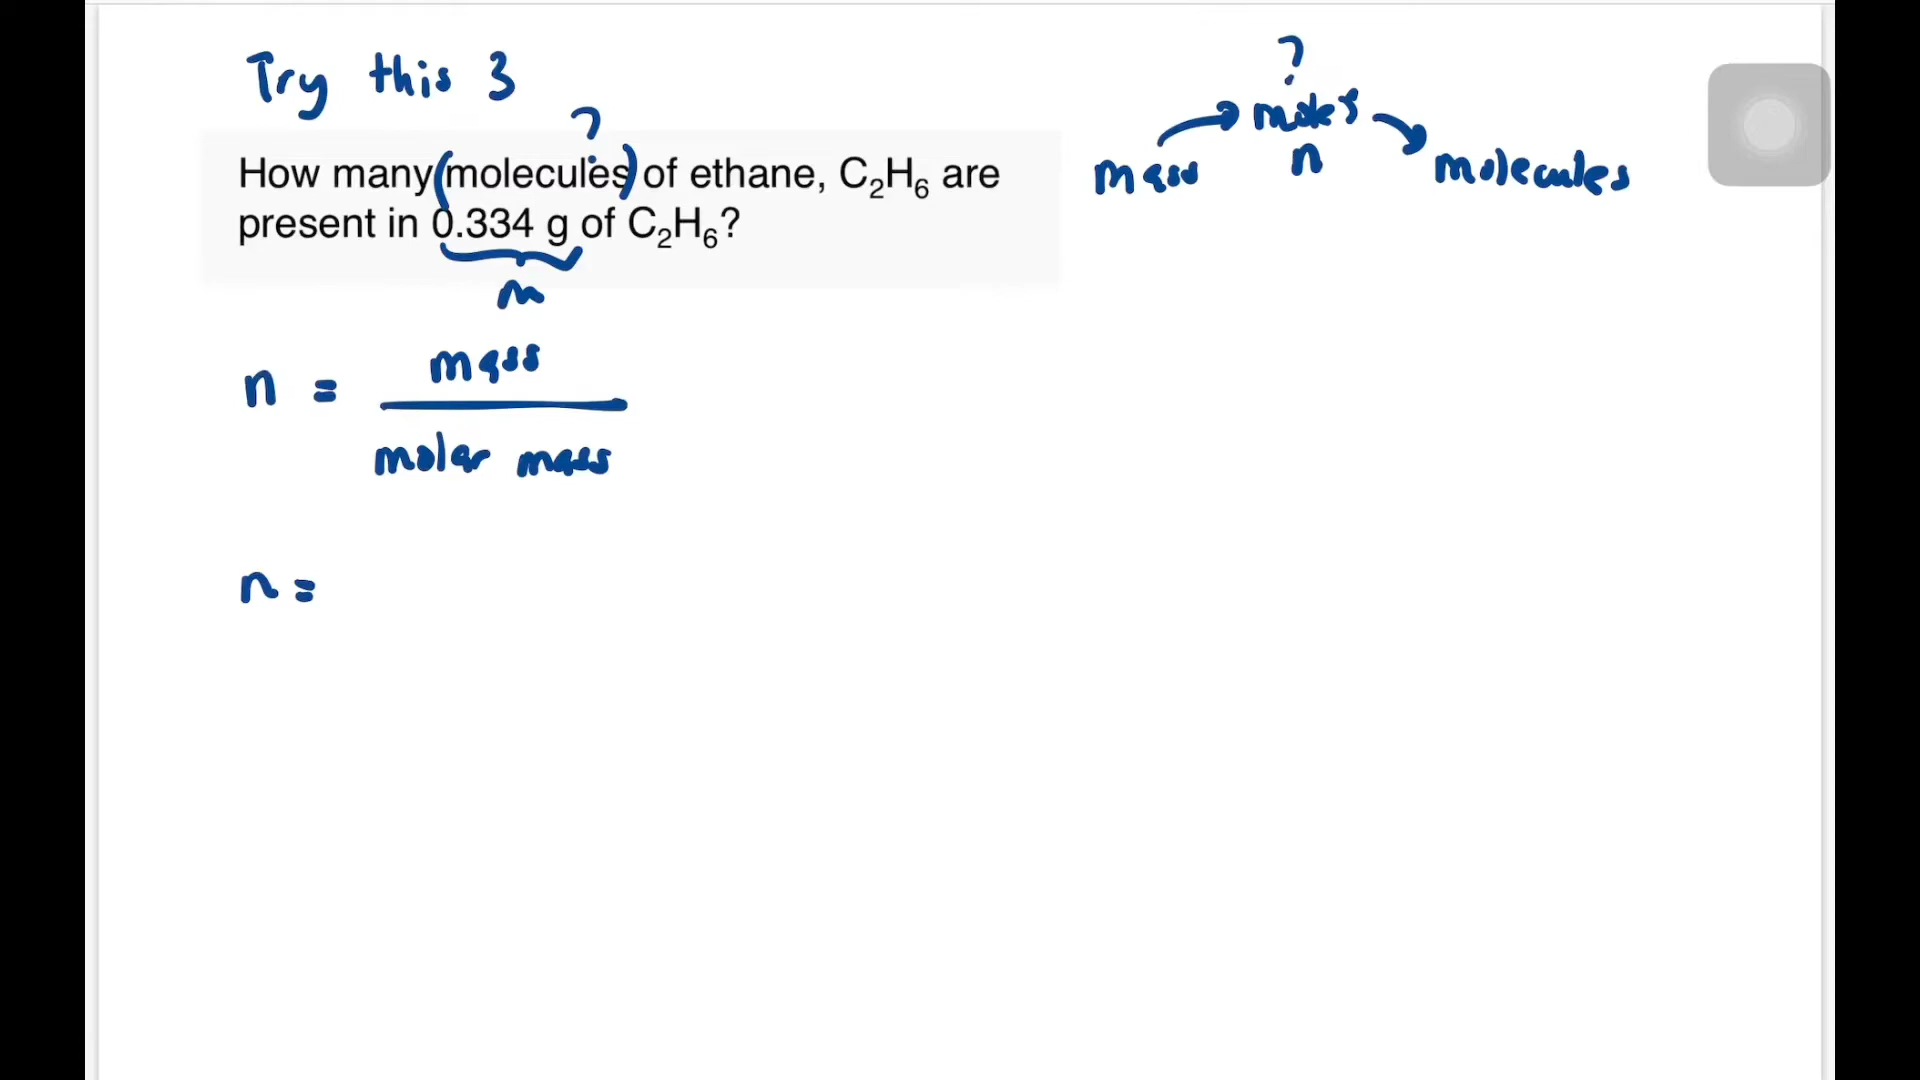 Try this 3
?
How many (molecules) of ethane, C₂H₆ are
present in 0.334 g of C₂H₆?
m
?
mass → moles → molecules
n
n = mass
molar mass
n =